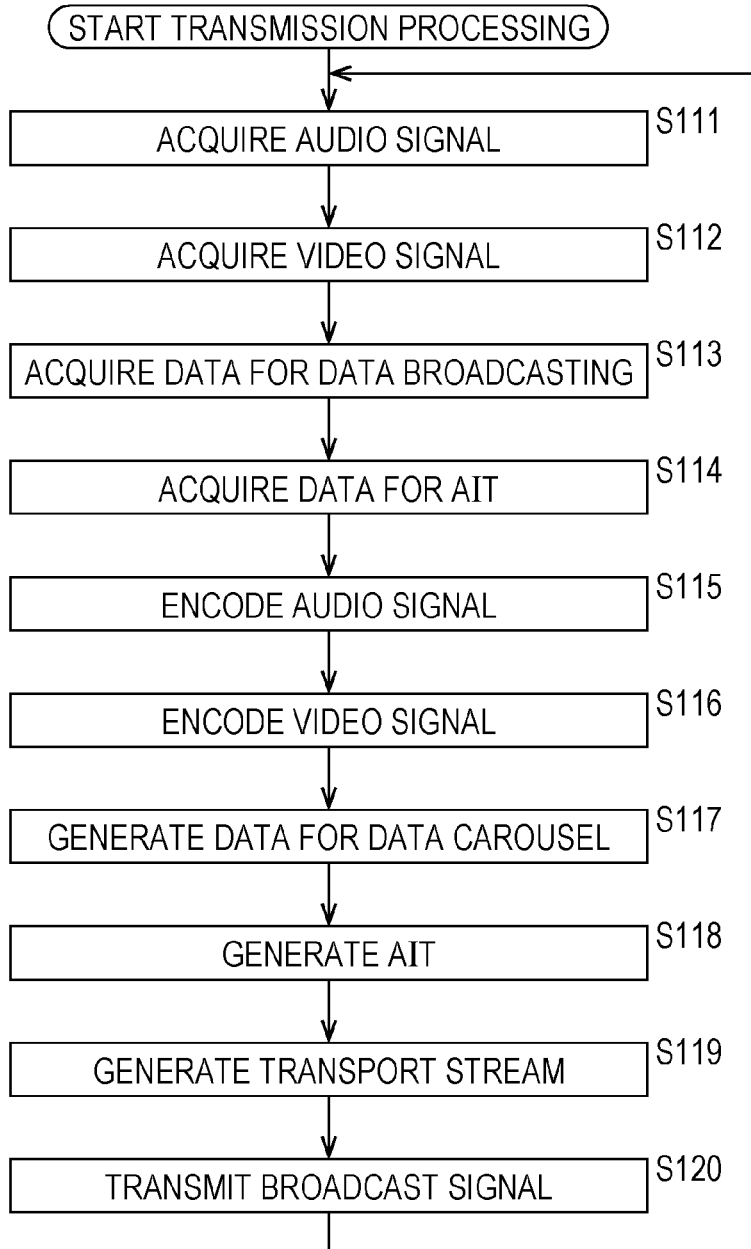 START TRANSMISSION PROCESSING
S111
ACQUIRE AUDIO SIGNAL
S112
ACQUIRE VIDEO SIGNAL
S113
ACQUIRE DATA FOR DATA BROADCASTING
S114
ACQUIRE DATA FOR AIT
S115
ENCODE AUDIO SIGNAL
S116
ENCODE VIDEO SIGNAL
S117
GENERATE DATA FOR DATA CAROUSEL
S118
GENERATE AIT
S119
GENERATE TRANSPORT STREAM
S120
TRANSMIT BROADCAST SIGNAL